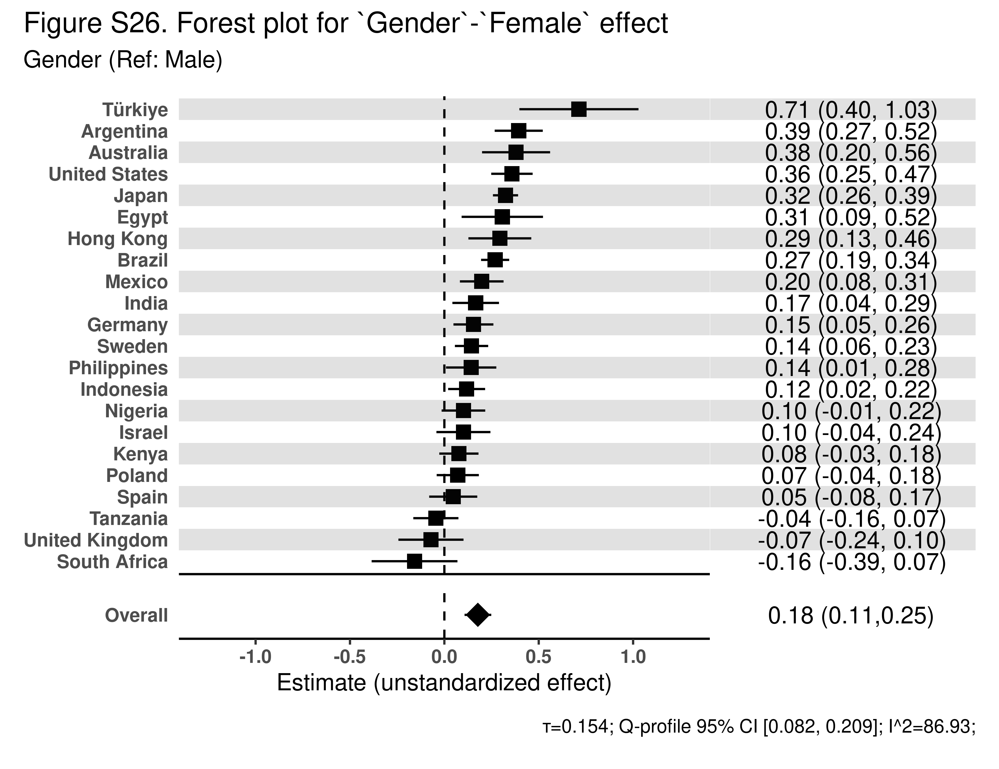 Figure S26. Forest plot for `Gender`-`Female` effect
Gender (Ref: Male)
Türkiye 0.71 (0.40, 1.03)
Argentina 0.39 (0.27, 0.52)
Australia 0.38 (0.20, 0.56)
United States 0.36 (0.25, 0.47)
Japan 0.32 (0.26, 0.39)
Egypt 0.31 (0.09, 0.52)
Hong Kong 0.29 (0.13, 0.46)
Brazil 0.27 (0.19, 0.34)
Mexico 0.20 (0.08, 0.31)
India 0.17 (0.04, 0.29)
Germany 0.15 (0.05, 0.26)
Sweden 0.14 (0.06, 0.23)
Philippines 0.14 (0.01, 0.28)
Indonesia 0.12 (0.02, 0.22)
Nigeria 0.10 (-0.01, 0.22)
Israel 0.10 (-0.04, 0.24)
Kenya 0.08 (-0.03, 0.18)
Poland 0.07 (-0.04, 0.18)
Spain 0.05 (-0.08, 0.17)
Tanzania -0.04 (-0.16, 0.07)
United Kingdom -0.07 (-0.24, 0.10)
South Africa -0.16 (-0.39, 0.07)
Overall 0.18 (0.11,0.25)
-1.0 -0.5 0.0 0.5 1.0
Estimate (unstandardized effect)
τ=0.154; Q-profile 95% CI [0.082, 0.209]; I^2=86.93;